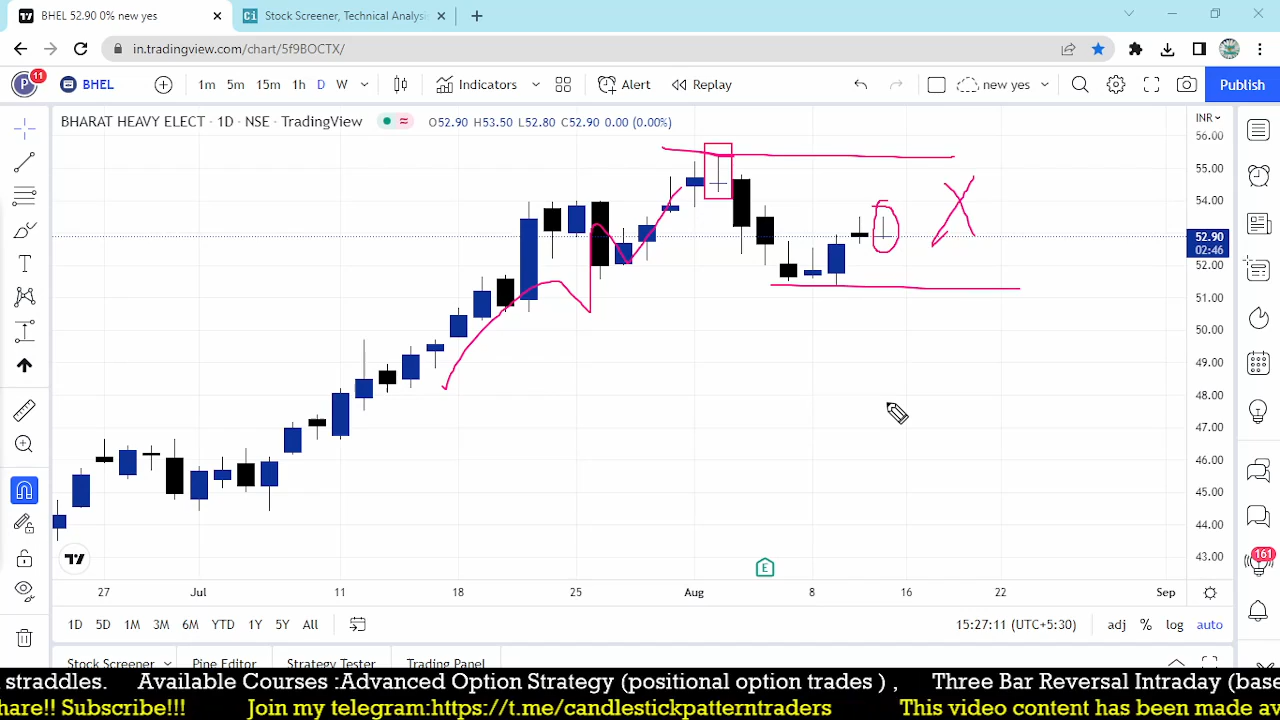 BHEL 52.90 0% new yes
Stock Screener, Technical Analysi
in.tradingview.com/chart/5f9BOCTX/
P 11 BHEL 1m 5m 15m 1h D W Indicators Alert Replay new yes Publish
BHARAT HEAVY ELECT · 1D · NSE · TradingView O52.90 H53.50 L52.80 C52.90 0.00 (0.00%)
INR
56.00
55.00
54.00
52.90
02:46
52.00
51.00
50.00
49.00
48.00
47.00
46.00
45.00
44.00
43.00
161
E
27 Jul 11 18 25 Aug 8 16 22 Sep
1D 5D 1M 3M 6M YTD 1Y 5Y All 15:27:11 (UTC+5:30) adj % log auto
Stock Screener Pine Editor Strategy Tester Trading Panel
straddles. Available Courses :Advanced Option Strategy (positional option trades ) , Three Bar Reversal Intraday (base
hare!! Subscribe!!! Join my telegram:https://t.me/candlestickpatterntraders This video content has been made av